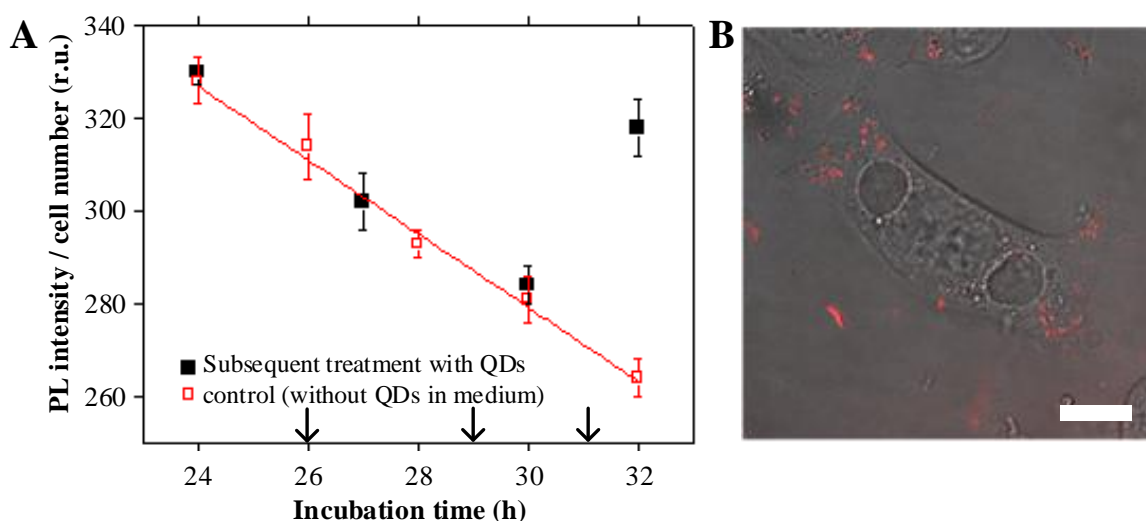 A
B
PL intensity / cell number (r.u.)
340
320
300
280
260
Subsequent treatment with QDs
control (without QDs in medium)
24 26 28 30 32
Incubation time (h)